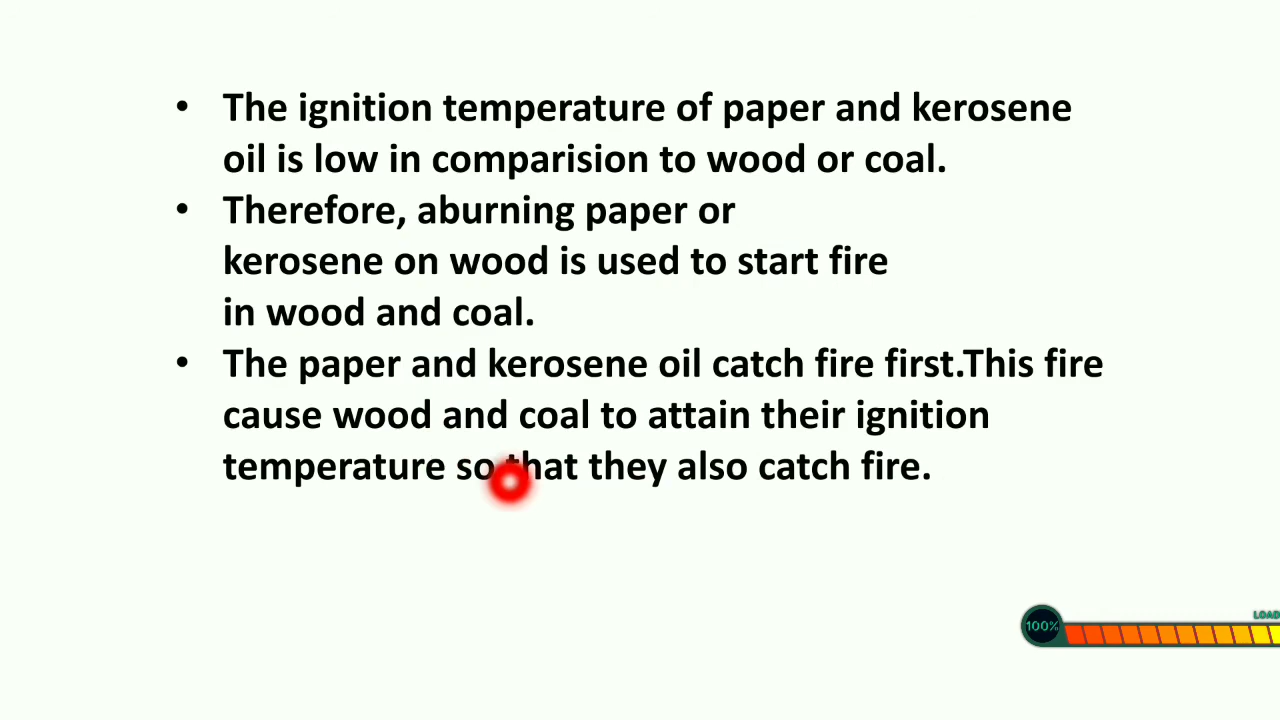 • The ignition temperature of paper and kerosene
oil is low in comparision to wood or coal.
• Therefore, aburning paper or
kerosene on wood is used to start fire
in wood and coal.
• The paper and kerosene oil catch fire first.This fire
cause wood and coal to attain their ignition
temperature so that they also catch fire.
LOAD
100%